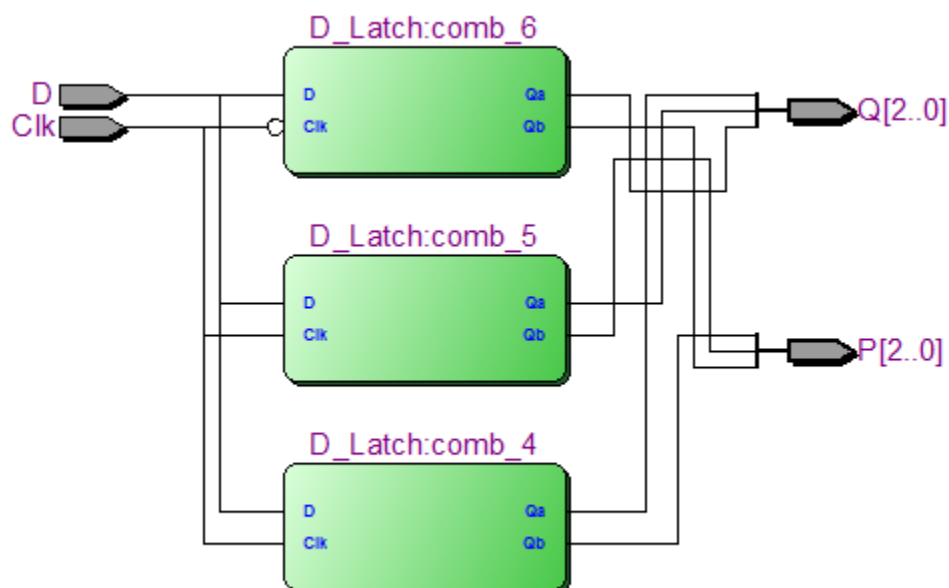 D_Latch:comb_6
D
Clk
D
Clk
Qa
Qb
Q[2..0]
D_Latch:comb_5
D
Clk
Qa
Qb
P[2..0]
D_Latch:comb_4
D
Clk
Qa
Qb